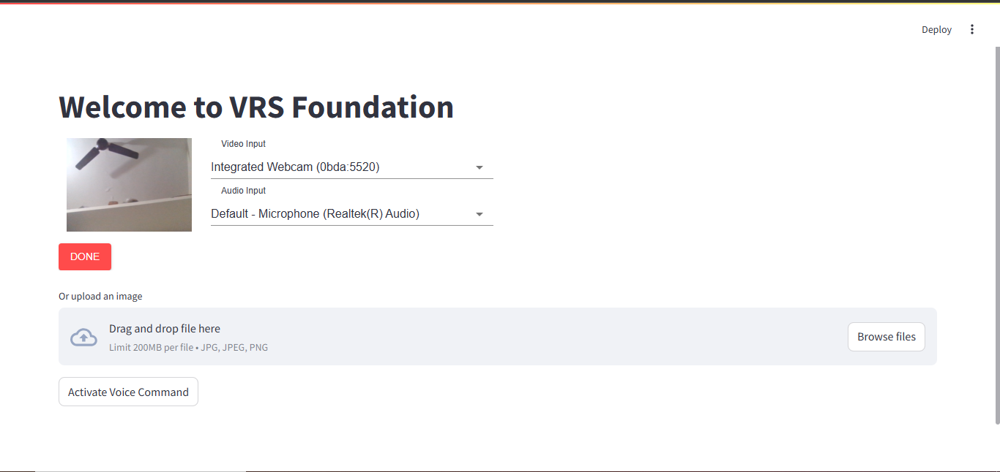 Deploy
Welcome to VRS Foundation
Video Input
Integrated Webcam (0bda:5520)
Audio Input
Default - Microphone (Realtek(R) Audio)
DONE
Or upload an image
Drag and drop file here
Limit 200MB per file • JPG, JPEG, PNG
Browse files
Activate Voice Command